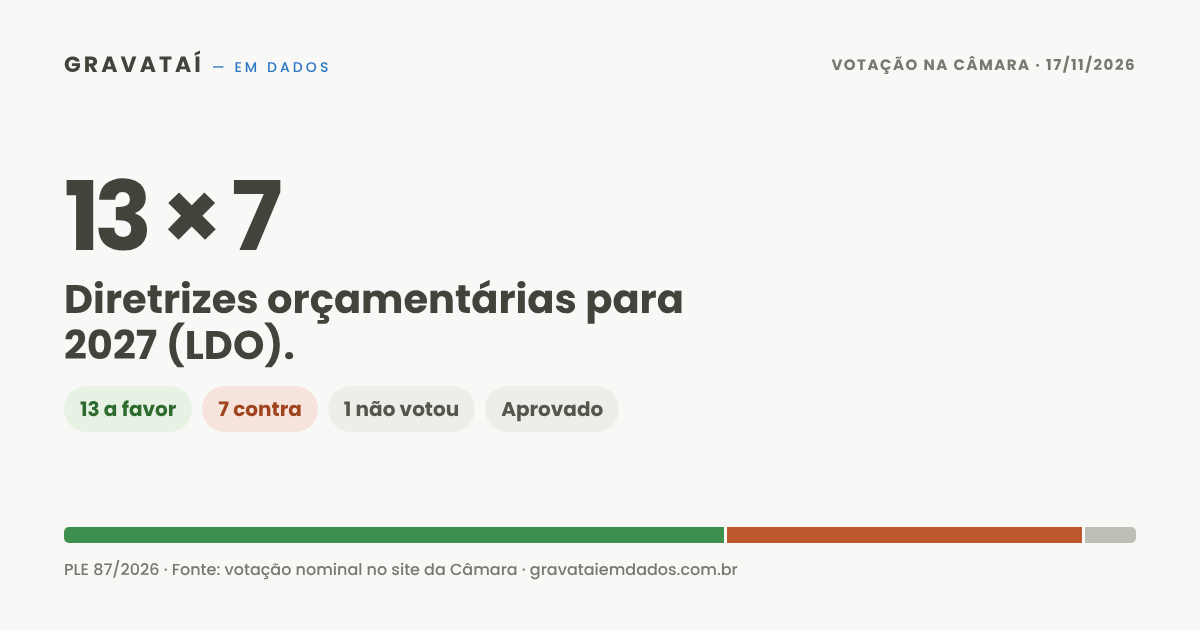 GRAVATAÍ — EM DADOS
VOTAÇÃO NA CÂMARA · 17/11/2026
13 × 7
Diretrizes orçamentárias para
2027 (LDO).
13 a favor
7 contra
1 não votou
Aprovado
PLE 87/2026 · Fonte: votação nominal no site da Câmara · gravataiemdados.com.br